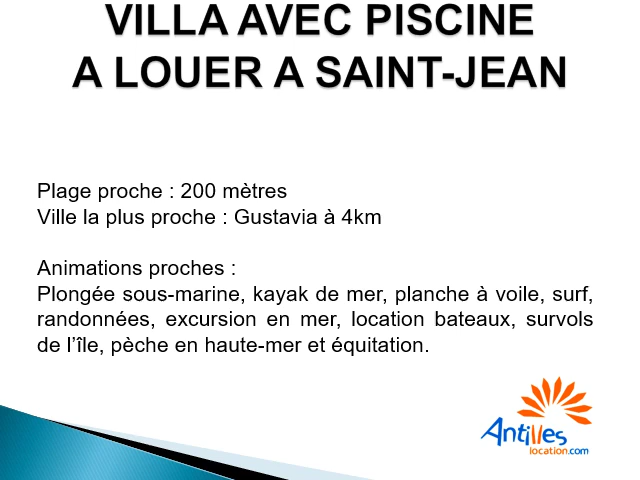 VILLA AVEC PISCINE
A LOUER A SAINT-JEAN
Plage proche : 200 mètres
Ville la plus proche : Gustavia à 4km
Animations proches :
Plongée sous-marine, kayak de mer, planche à voile, surf,
randonnées, excursion en mer, location bateaux, survols
de l’île, pèche en haute-mer et équitation.
Antilles
location.com